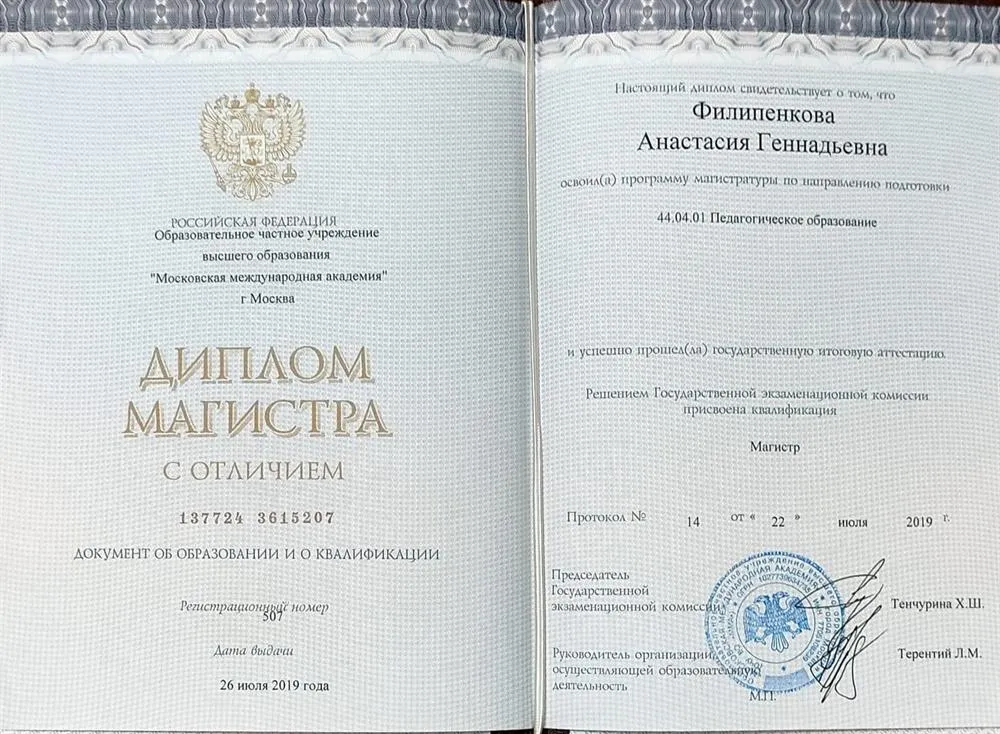 РОССИЙСКАЯ ФЕДЕРАЦИЯ
Образовательное частное учреждение
высшего образования
"Московская международная академия"
г Москва
ДИПЛОМ
МАГИСТРА
С ОТЛИЧИЕМ
137724 3615207
ДОКУМЕНТ ОБ ОБРАЗОВАНИИ И О КВАЛИФИКАЦИИ
Регистрационный номер
507
Дата выдачи
26 июля 2019 года
Настоящий диплом свидетельствует о том, что
Филипенкова
Анастасия Геннадьевна
освоил(а) программу магистратуры по направлению подготовки
44.04.01 Педагогическое образование
и успешно прошел(ла) государственную итоговую аттестацию.
Решением Государственной экзаменационной комиссии
присвоена квалификация
Магистр
Протокол № 14 от « 22 » июля 2019 г.
Председатель
Государственной
экзаменационной комиссии
Тенчурина Х.Ш.
Руководитель организации,
осуществляющей образовательную
деятельность
Терентий Л.М.
М.П.